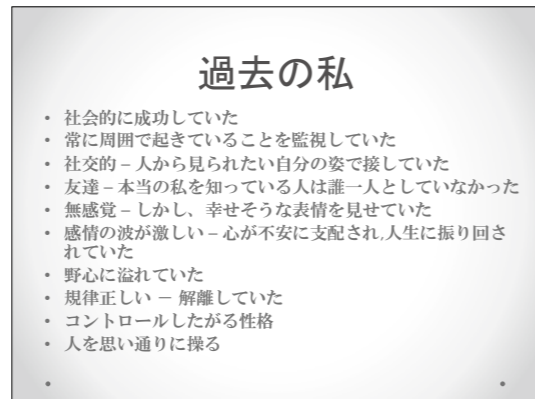 過去の私
• 社会的に成功していた
• 常に周囲で起きていることを監視していた
• 社交的 – 人から見られたい自分の姿で接していた
• 友達 – 本当の私を知っている人は誰一人としていなかった
• 無感覚 – しかし、幸せそうな表情を見せていた
• 感情の波が激しい – 心が不安に支配され,人生に振り回さ
れていた
• 野心に溢れていた
• 規律正しい － 解離していた
• コントロールしたがる性格
• 人を思い通りに操る